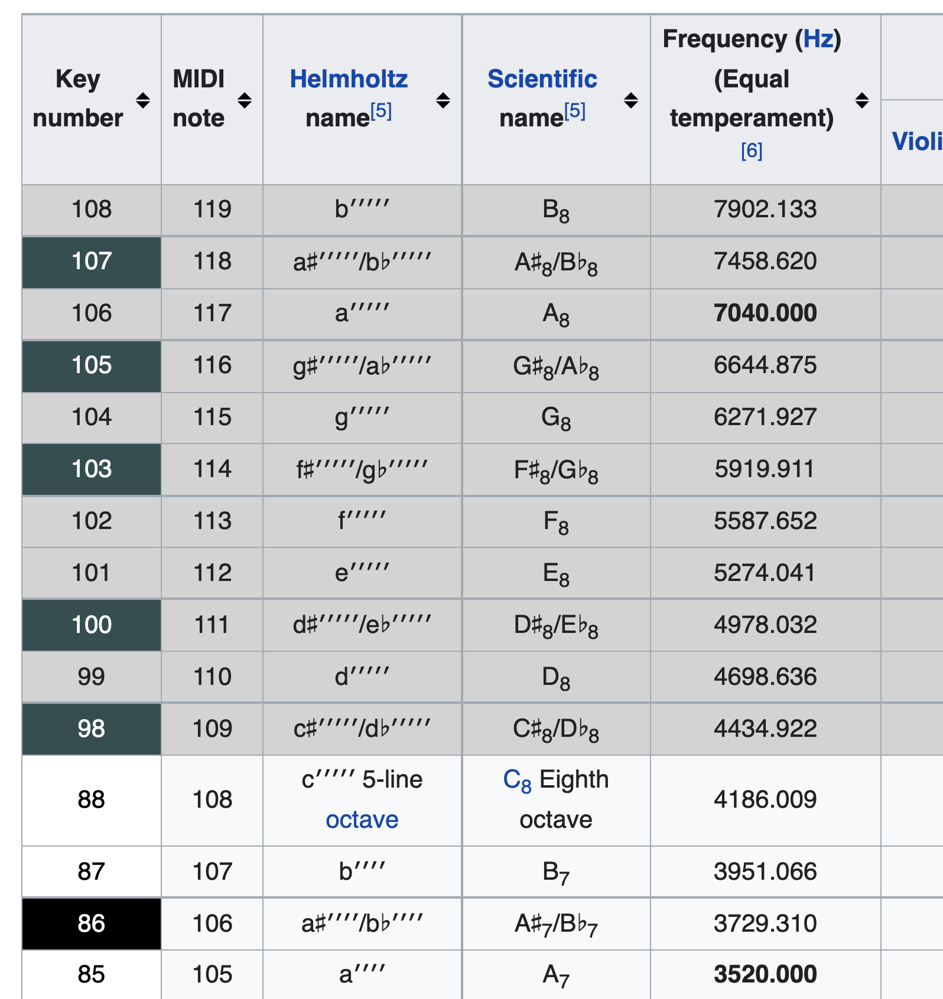 Key number
MIDI note
Helmholtz name[5]
Scientific name[5]
Frequency (Hz) (Equal temperament) [6]
108 119 b′′′′′ B8 7902.133
107 118 a♯′′′′′/b♭′′′′′ A♯8/B♭8 7458.620
106 117 a′′′′′ A8 7040.000
105 116 g♯′′′′′/a♭′′′′′ G♯8/A♭8 6644.875
104 115 g′′′′′ G8 6271.927
103 114 f♯′′′′′/g♭′′′′′ F♯8/G♭8 5919.911
102 113 f′′′′′ F8 5587.652
101 112 e′′′′′ E8 5274.041
100 111 d♯′′′′′/e♭′′′′′ D♯8/E♭8 4978.032
99 110 d′′′′′ D8 4698.636
98 109 c♯′′′′′/d♭′′′′′ C♯8/D♭8 4434.922
88 108 c′′′′′ 5-line octave C8 Eighth octave 4186.009
87 107 b′′′′ B7 3951.066
86 106 a♯′′′′/b♭′′′′ A♯7/B♭7 3729.310
85 105 a′′′′ A7 3520.000